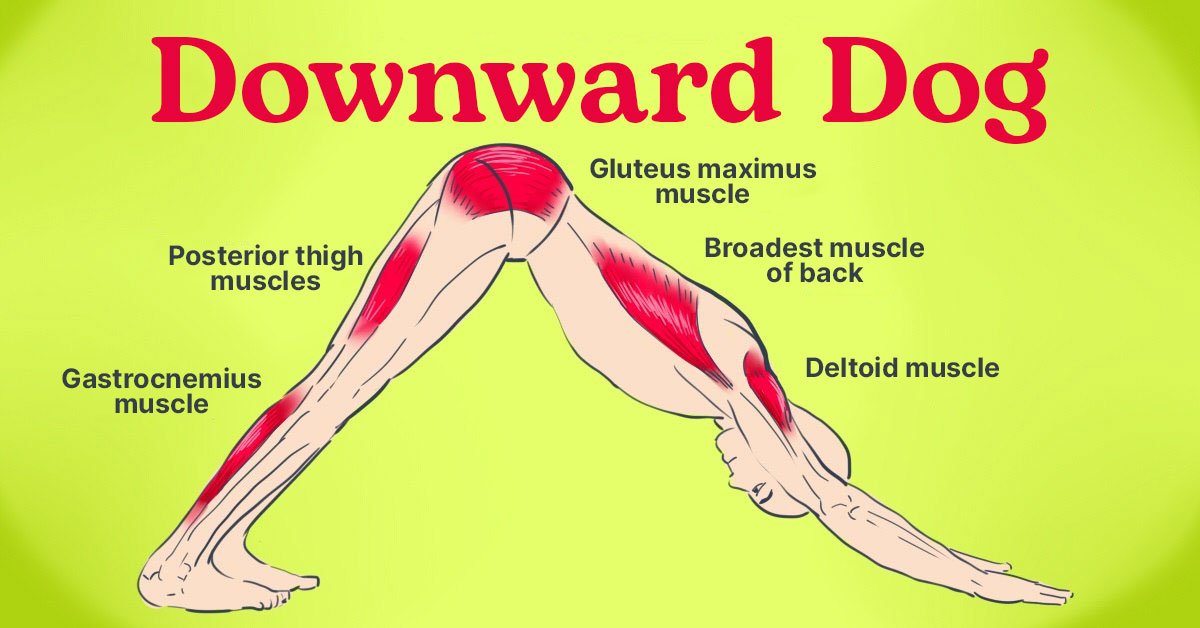 Downward Dog
Gluteus maximus
muscle
Broadest muscle
of back
Posterior thigh
muscles
Deltoid muscle
Gastrocnemius
muscle